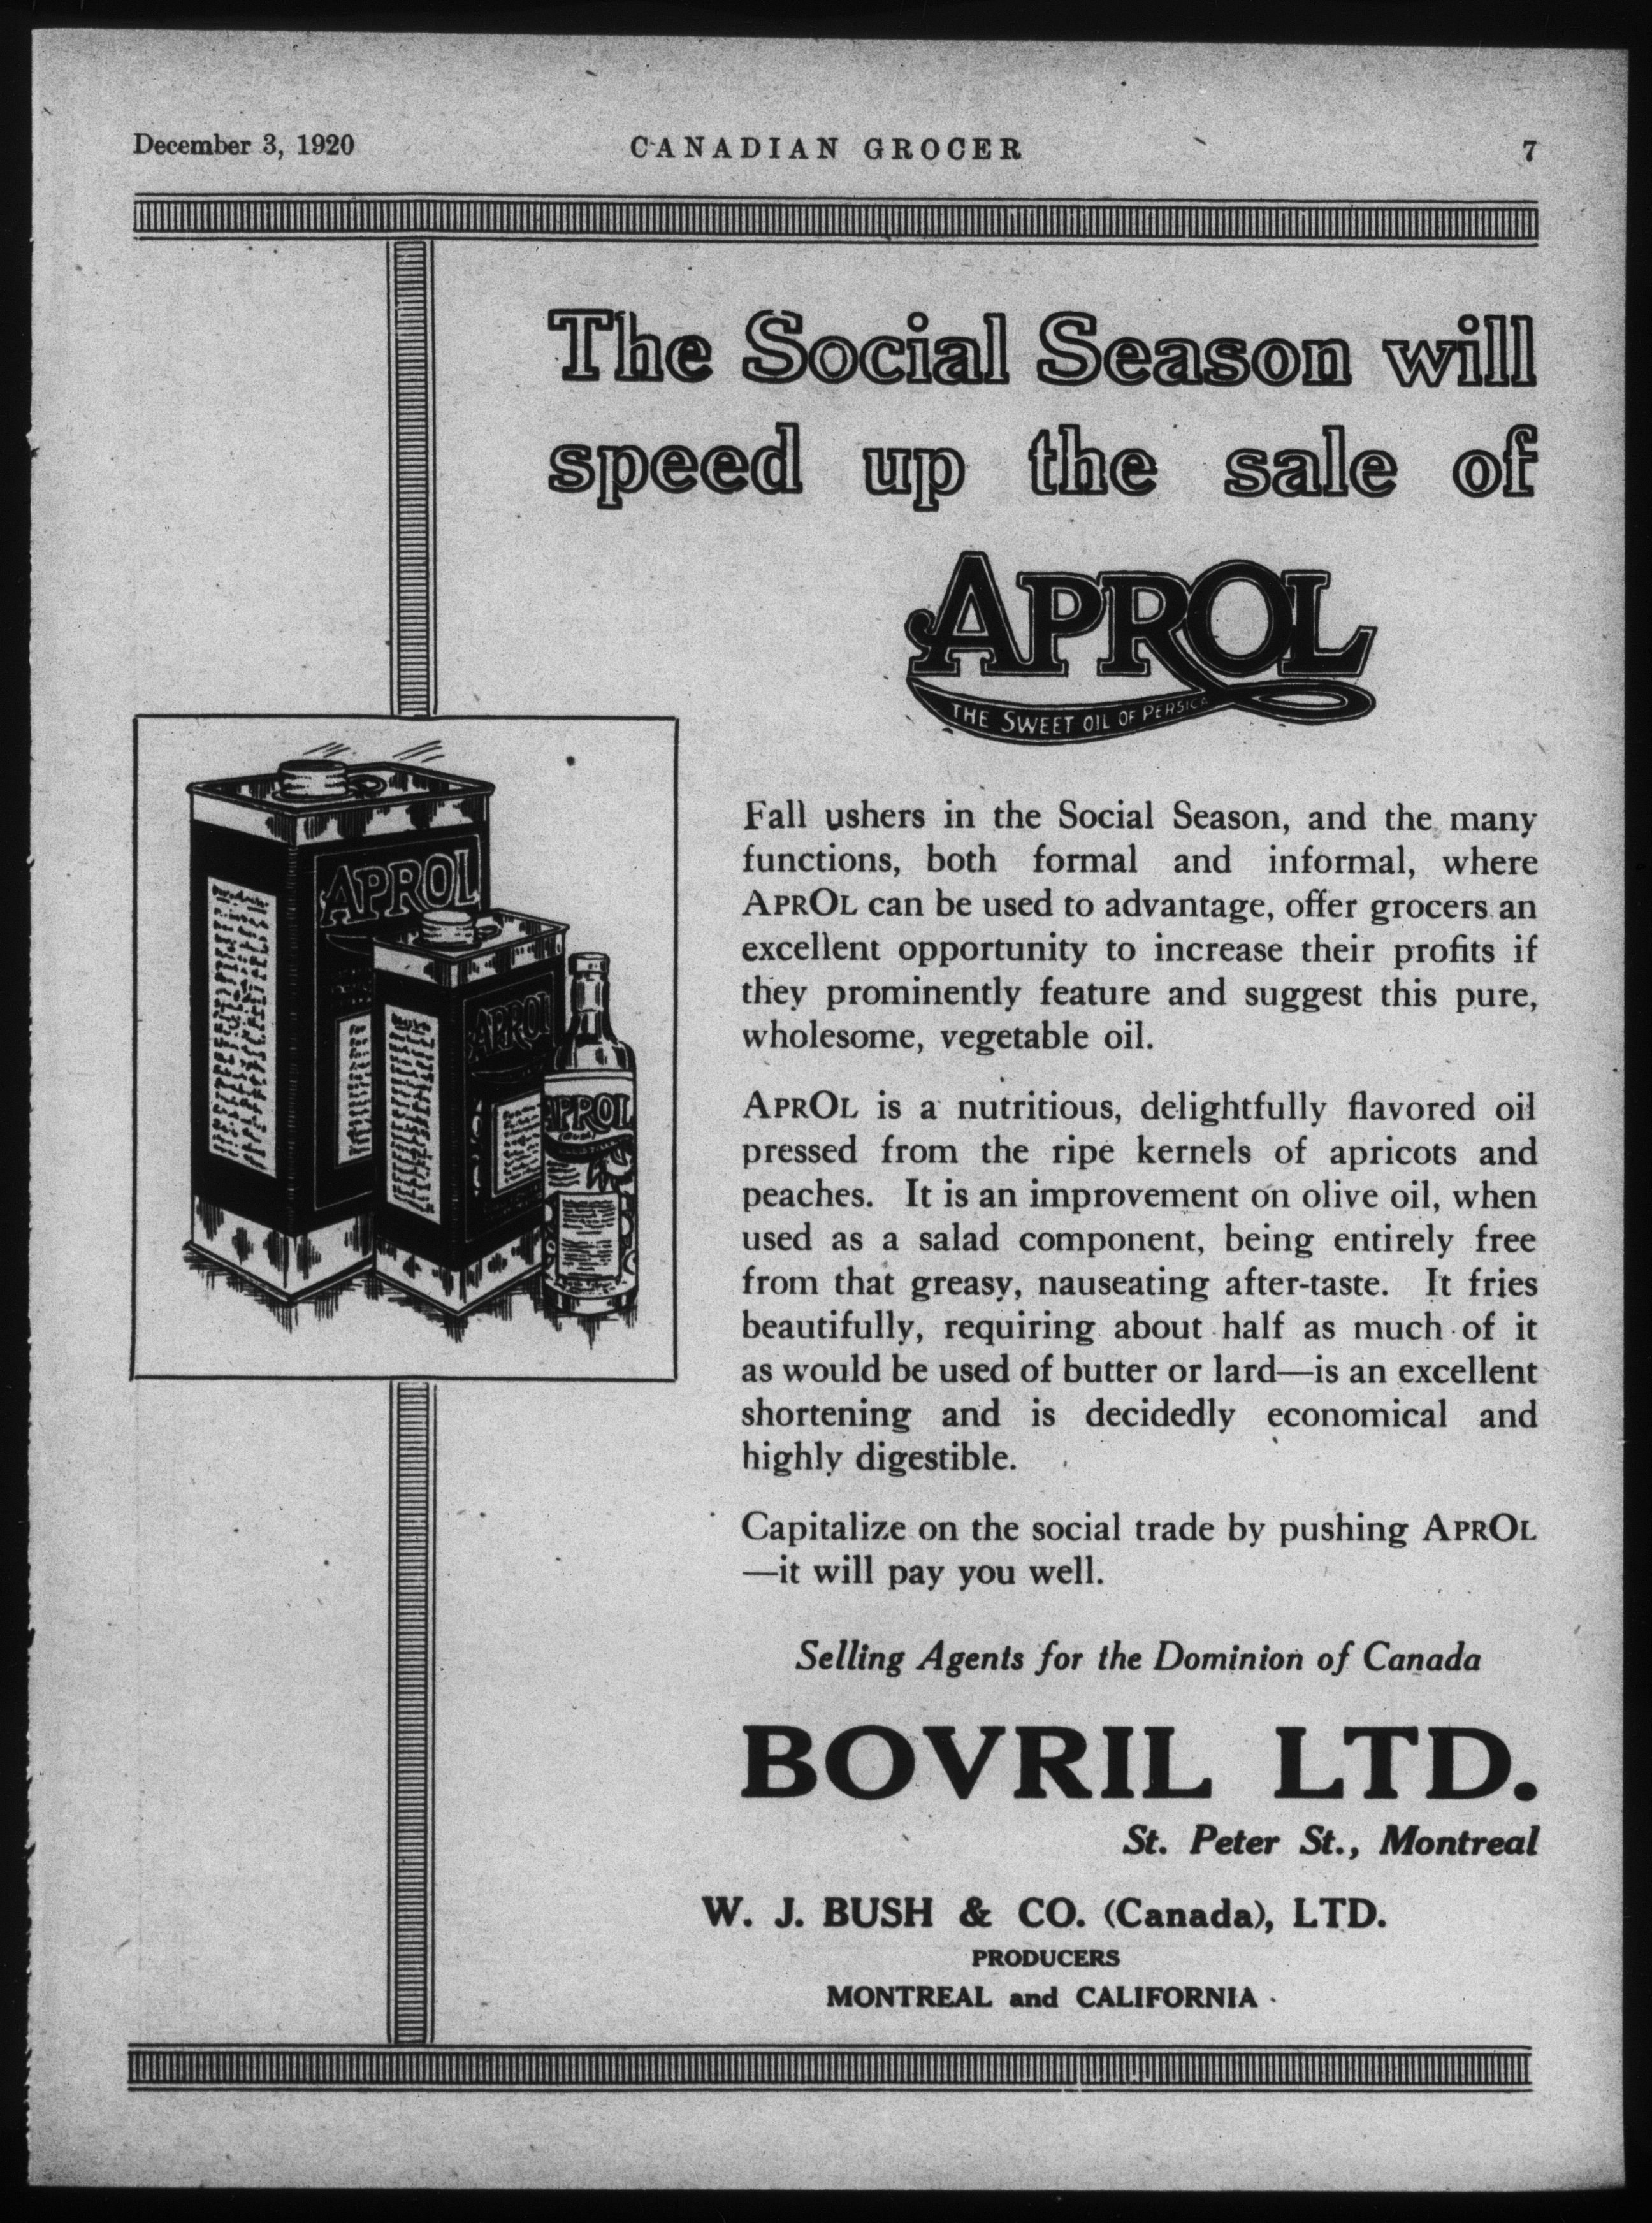 December 3, 1920 CANADIAN GROCER 7
The Social Season will
speed up the sale of
APROL
THE SWEET OIL OF PERSICA
APROL
APROL
APROL
Fall ushers in the Social Season, and the many
functions, both formal and informal, where
APROL can be used to advantage, offer grocers an
excellent opportunity to increase their profits if
they prominently feature and suggest this pure,
wholesome, vegetable oil.
APROL is a nutritious, delightfully flavored oil
pressed from the ripe kernels of apricots and
peaches. It is an improvement on olive oil, when
used as a salad component, being entirely free
from that greasy, nauseating after-taste. It fries
beautifully, requiring about half as much of it
as would be used of butter or lard—is an excellent
shortening and is decidedly economical and
highly digestible.
Capitalize on the social trade by pushing APROL
—it will pay you well.
Selling Agents for the Dominion of Canada
BOVRIL LTD.
St. Peter St., Montreal
W. J. BUSH & CO. (Canada), LTD.
PRODUCERS
MONTREAL and CALIFORNIA